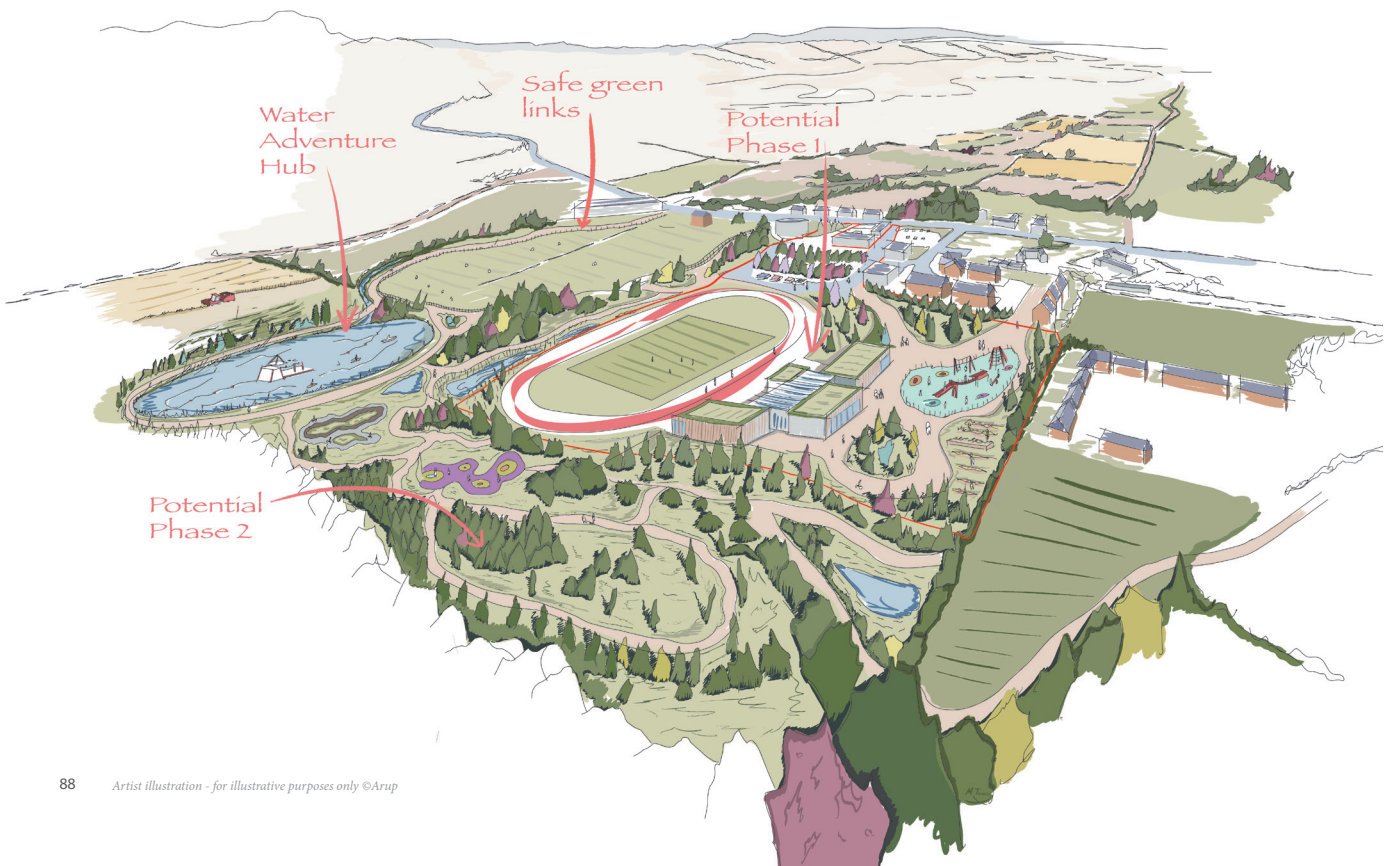 Safe green
links
Water
Adventure
Hub
Potential
Phase 1
Potential
Phase 2
88
Artist illustration - for illustrative purposes only ©Arup